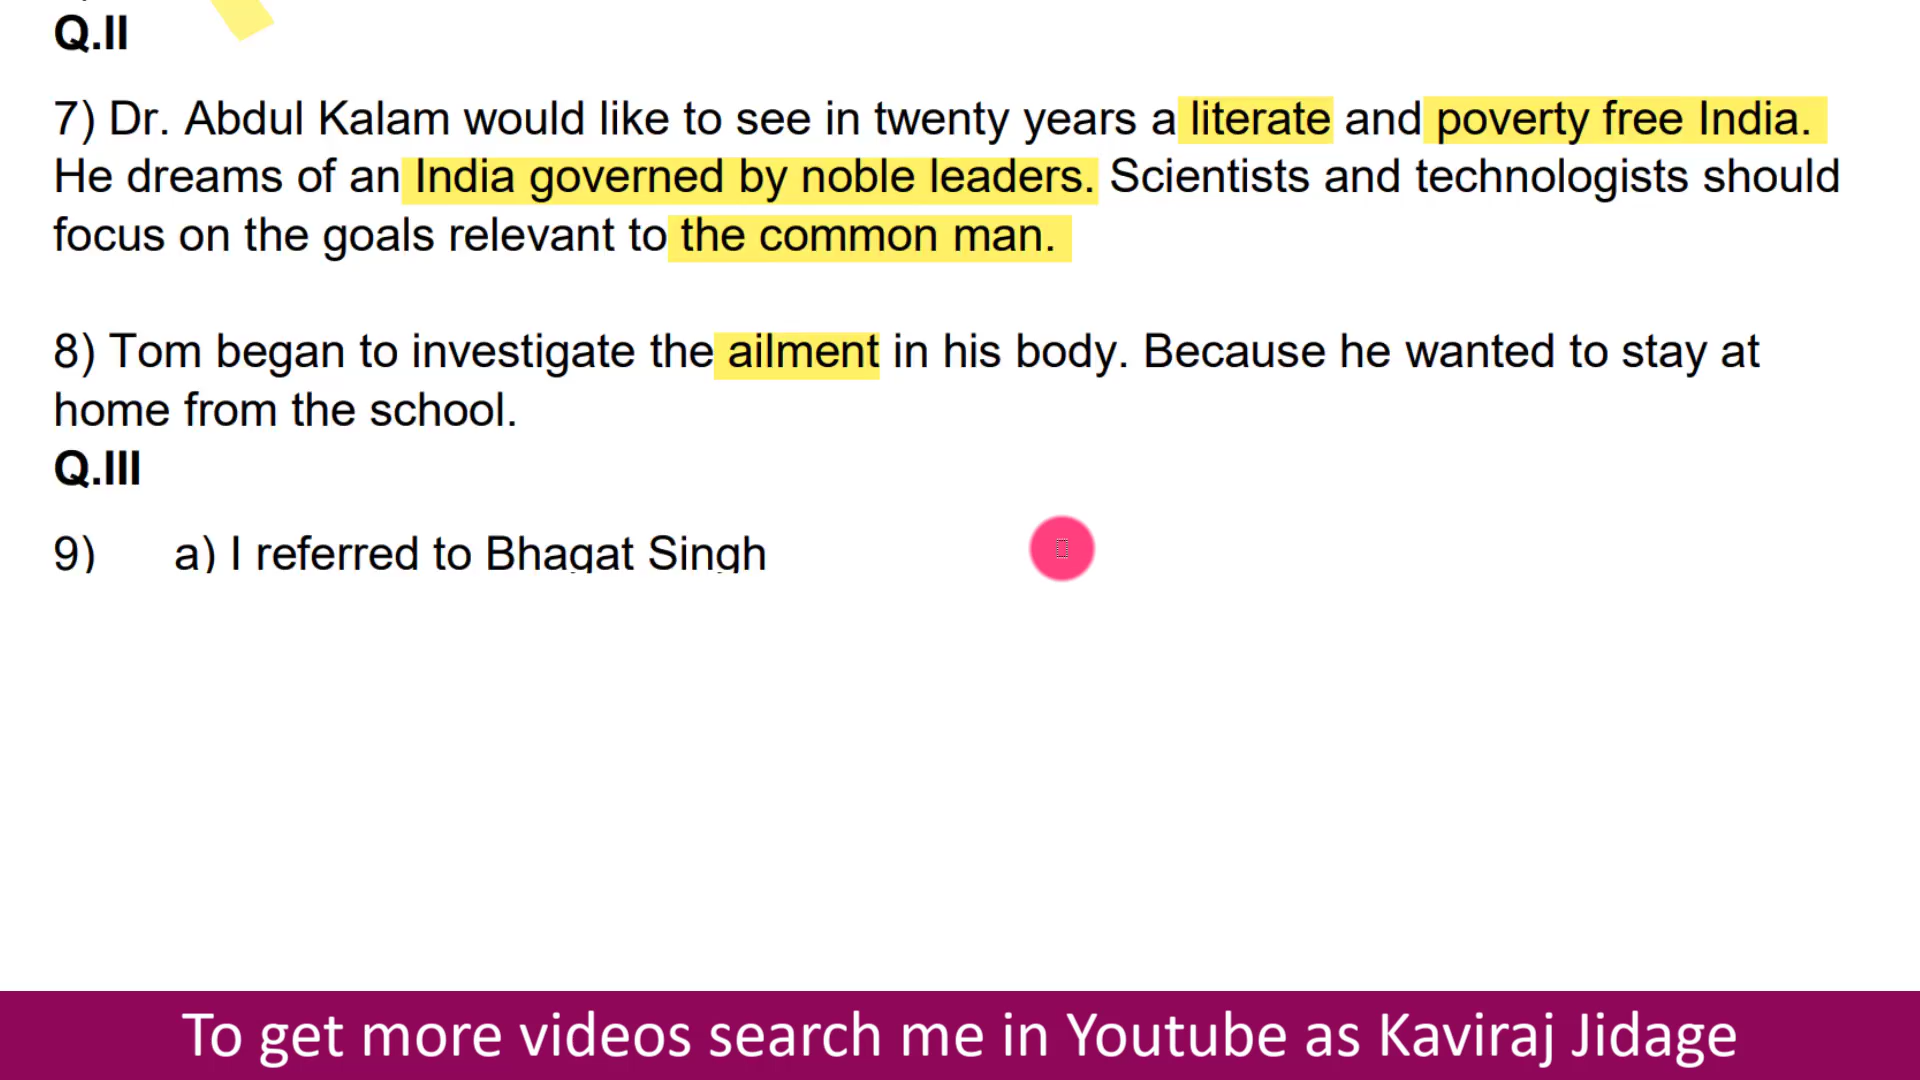 Q.II
7) Dr. Abdul Kalam would like to see in twenty years a literate and poverty free India.
He dreams of an India governed by noble leaders. Scientists and technologists should
focus on the goals relevant to the common man.
8) Tom began to investigate the ailment in his body. Because he wanted to stay at
home from the school.
Q.III
9) a) I referred to Bhagat Singh
To get more videos search me in Youtube as Kaviraj Jidage